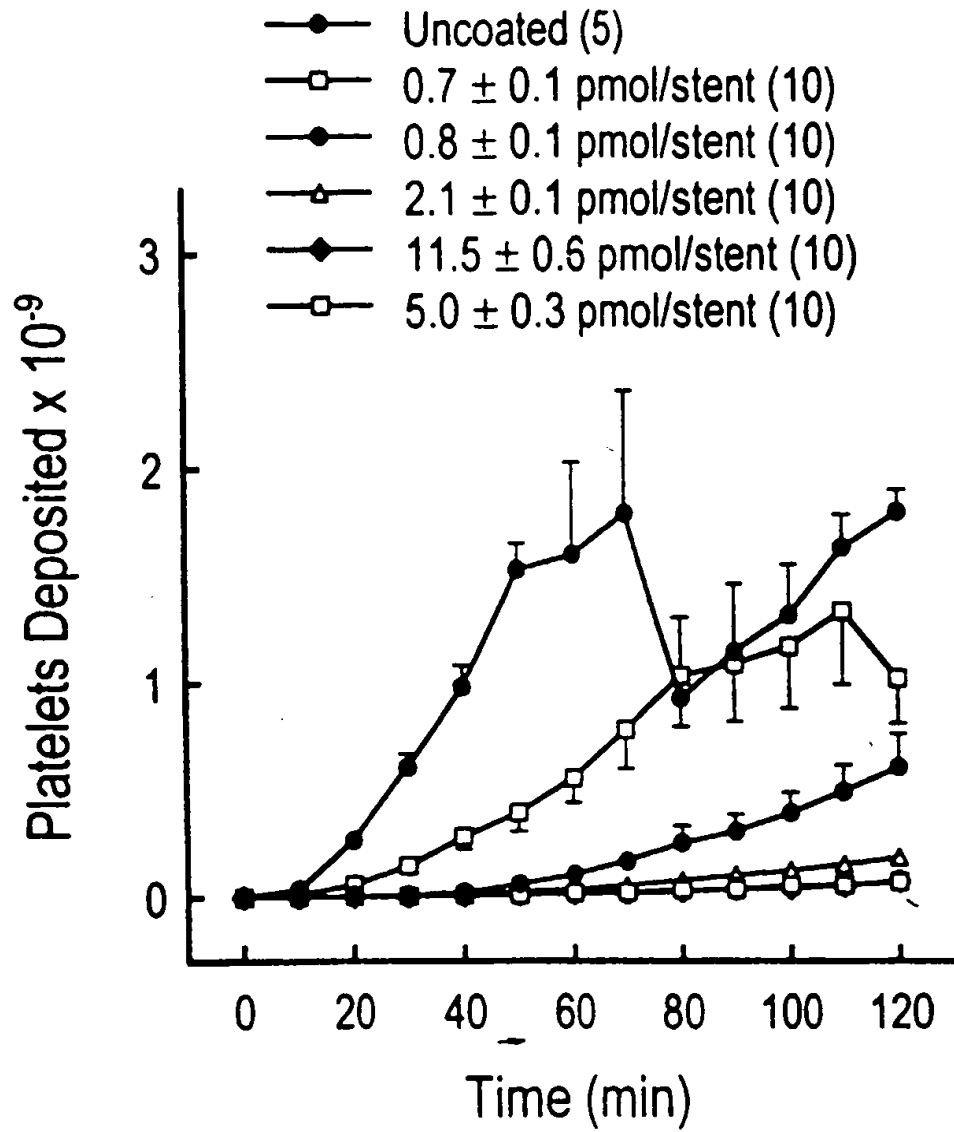 Uncoated (5)
0.7 ± 0.1 pmol/stent (10)
0.8 ± 0.1 pmol/stent (10)
2.1 ± 0.1 pmol/stent (10)
11.5 ± 0.6 pmol/stent (10)
5.0 ± 0.3 pmol/stent (10)
Platelets Deposited x 10⁻⁹
3
2
1
0
0 20 40 60 80 100 120
Time (min)